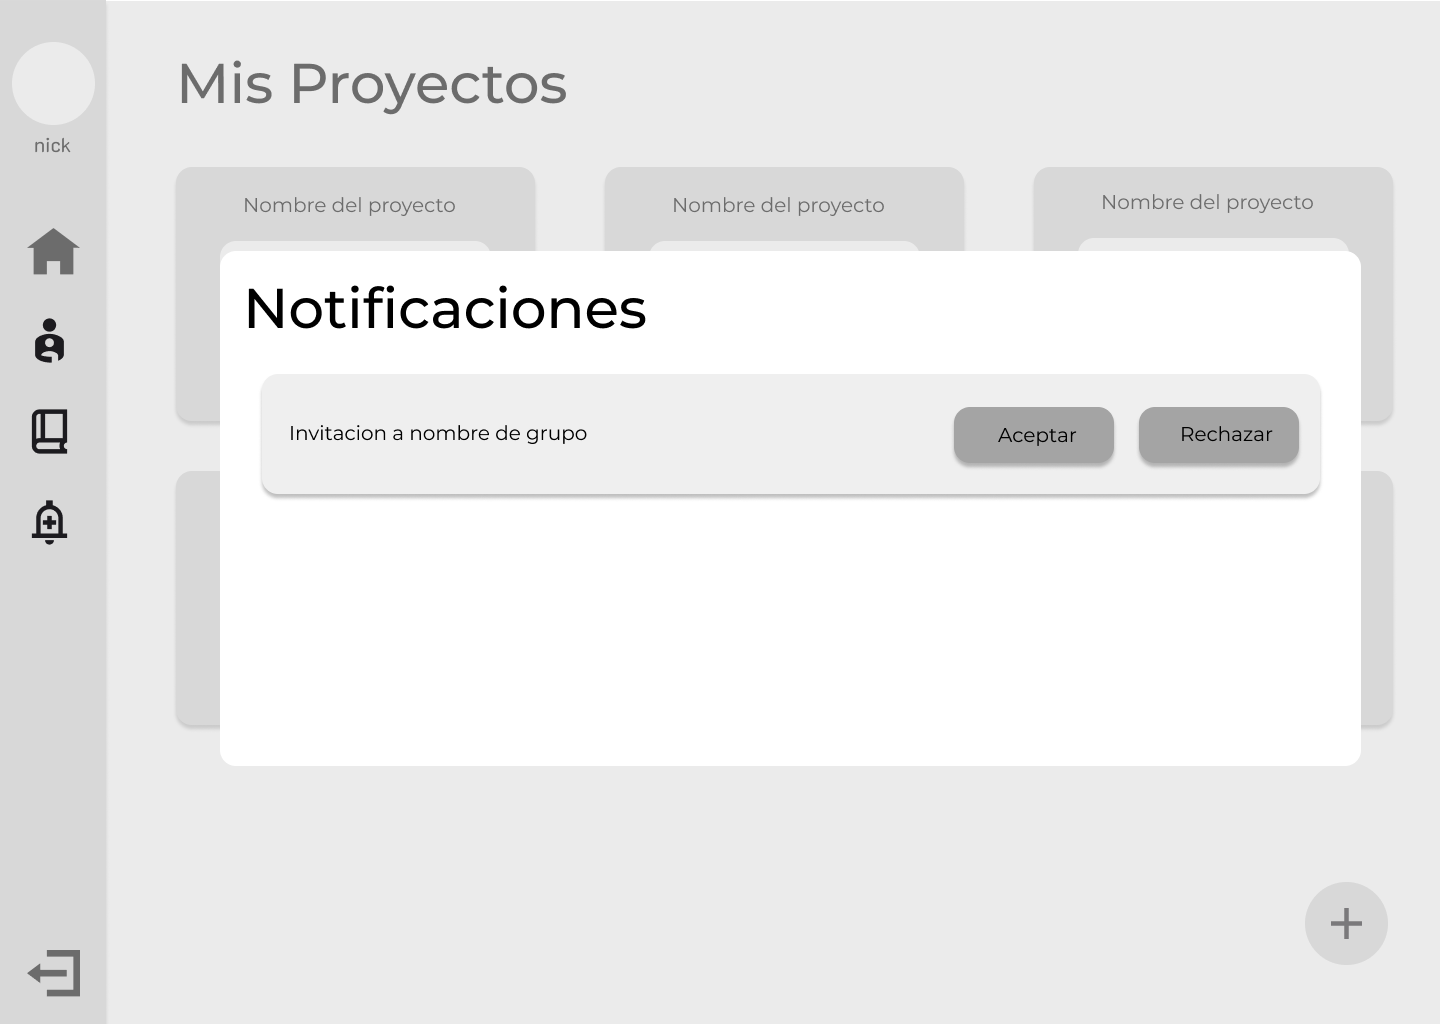 Mis Proyectos
nick
Nombre del proyecto
Nombre del proyecto
Nombre del proyecto
Notificaciones
Invitacion a nombre de grupo
Aceptar
Rechazar